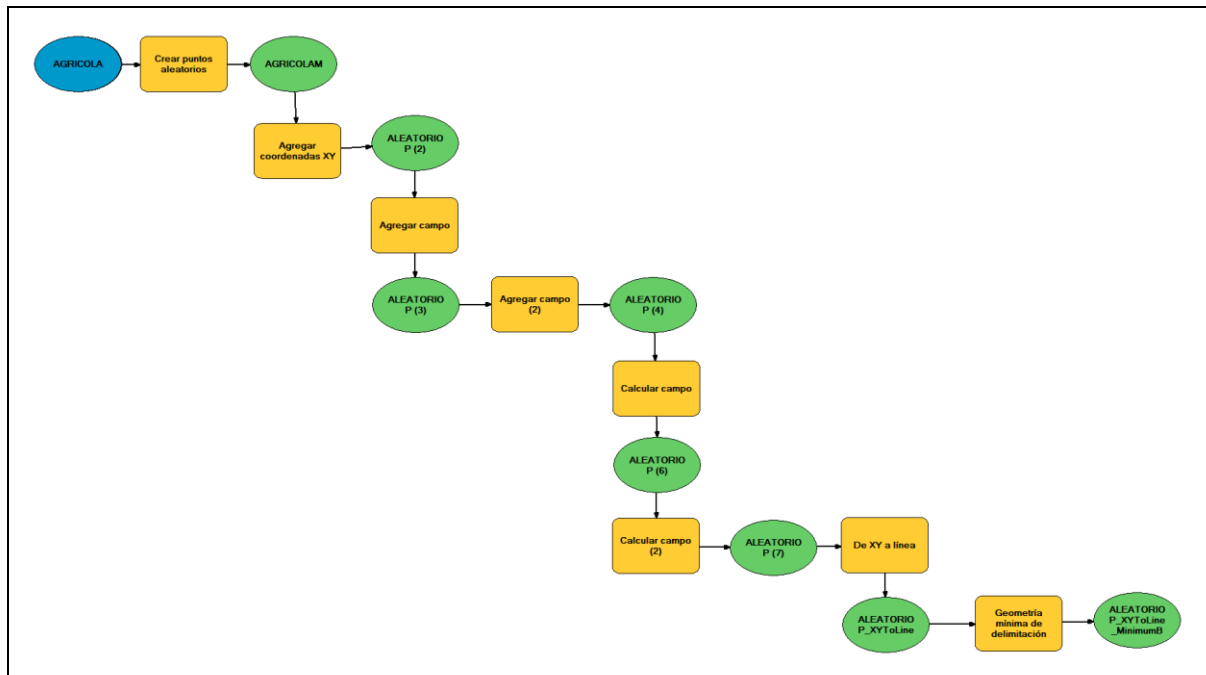 AGRICOLA
Crear puntos
aleatorios
AGRICOLAM
Agregar
coordenadas XY
ALEATORIO
P (2)
Agregar campo
ALEATORIO
P (3)
Agregar campo
(2)
ALEATORIO
P (4)
Calcular campo
ALEATORIO
P (6)
Calcular campo
(2)
ALEATORIO
P (7)
De XY a línea
ALEATORIO
P_XYToLine
Geometría
mínima de
delimitación
ALEATORIO
P_XYToLine
_MinimumB